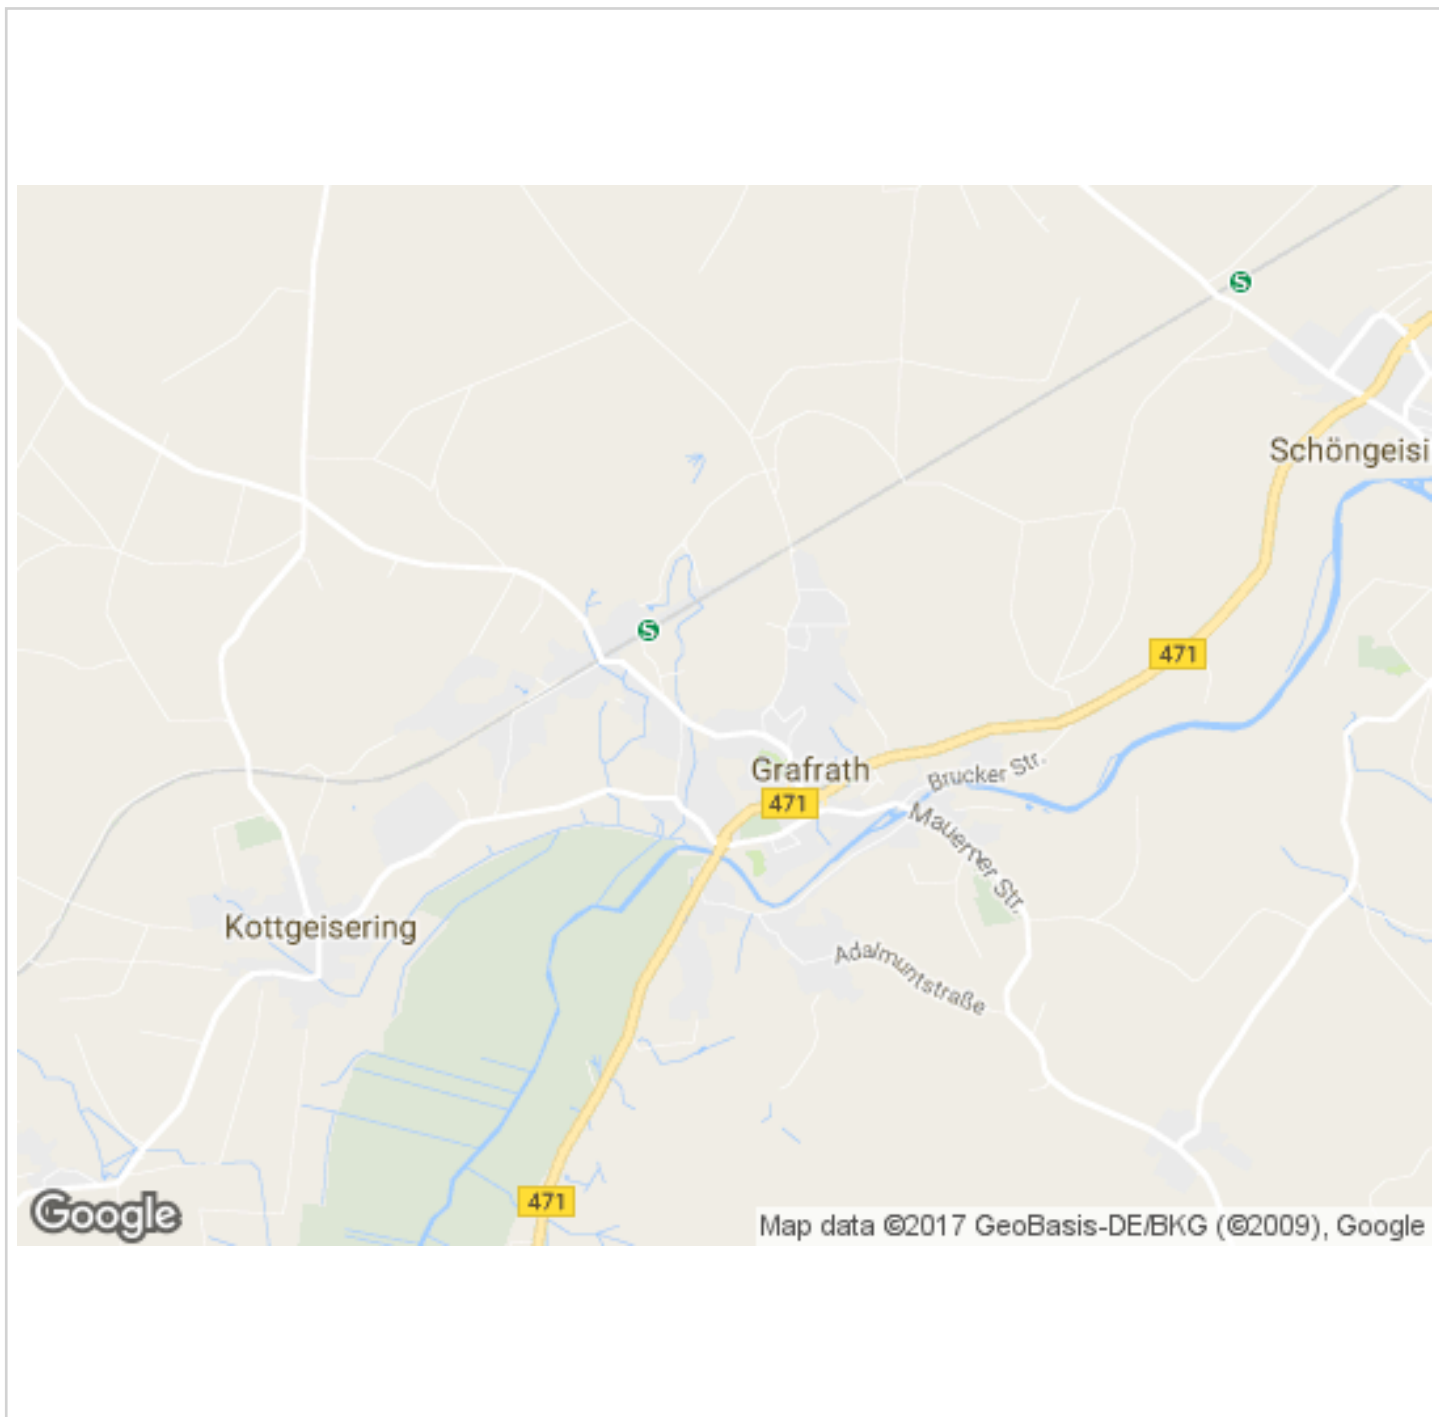 S
Schöngeisi
S
471
Grafrath
471
Brucker Str.
Mauerner Str.
Kottgeisering
Adalmuntstraße
471
Google
Map data ©2017 GeoBasis-DE/BKG (©2009), Google